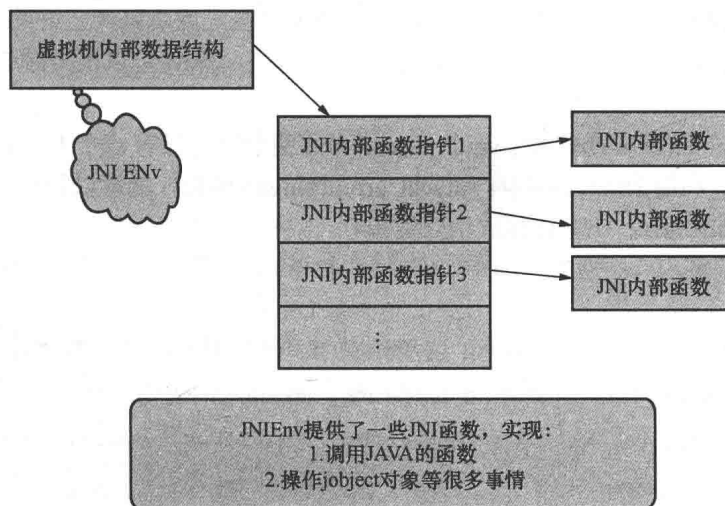 虚拟机内部数据结构
JNI ENv
JNI内部函数指针1
JNI内部函数
JNI内部函数指针2
JNI内部函数
JNI内部函数指针3
JNI内部函数
⋮
JNIEnv提供了一些JNI函数，实现：
1.调用JAVA的函数
2.操作jobject对象等很多事情